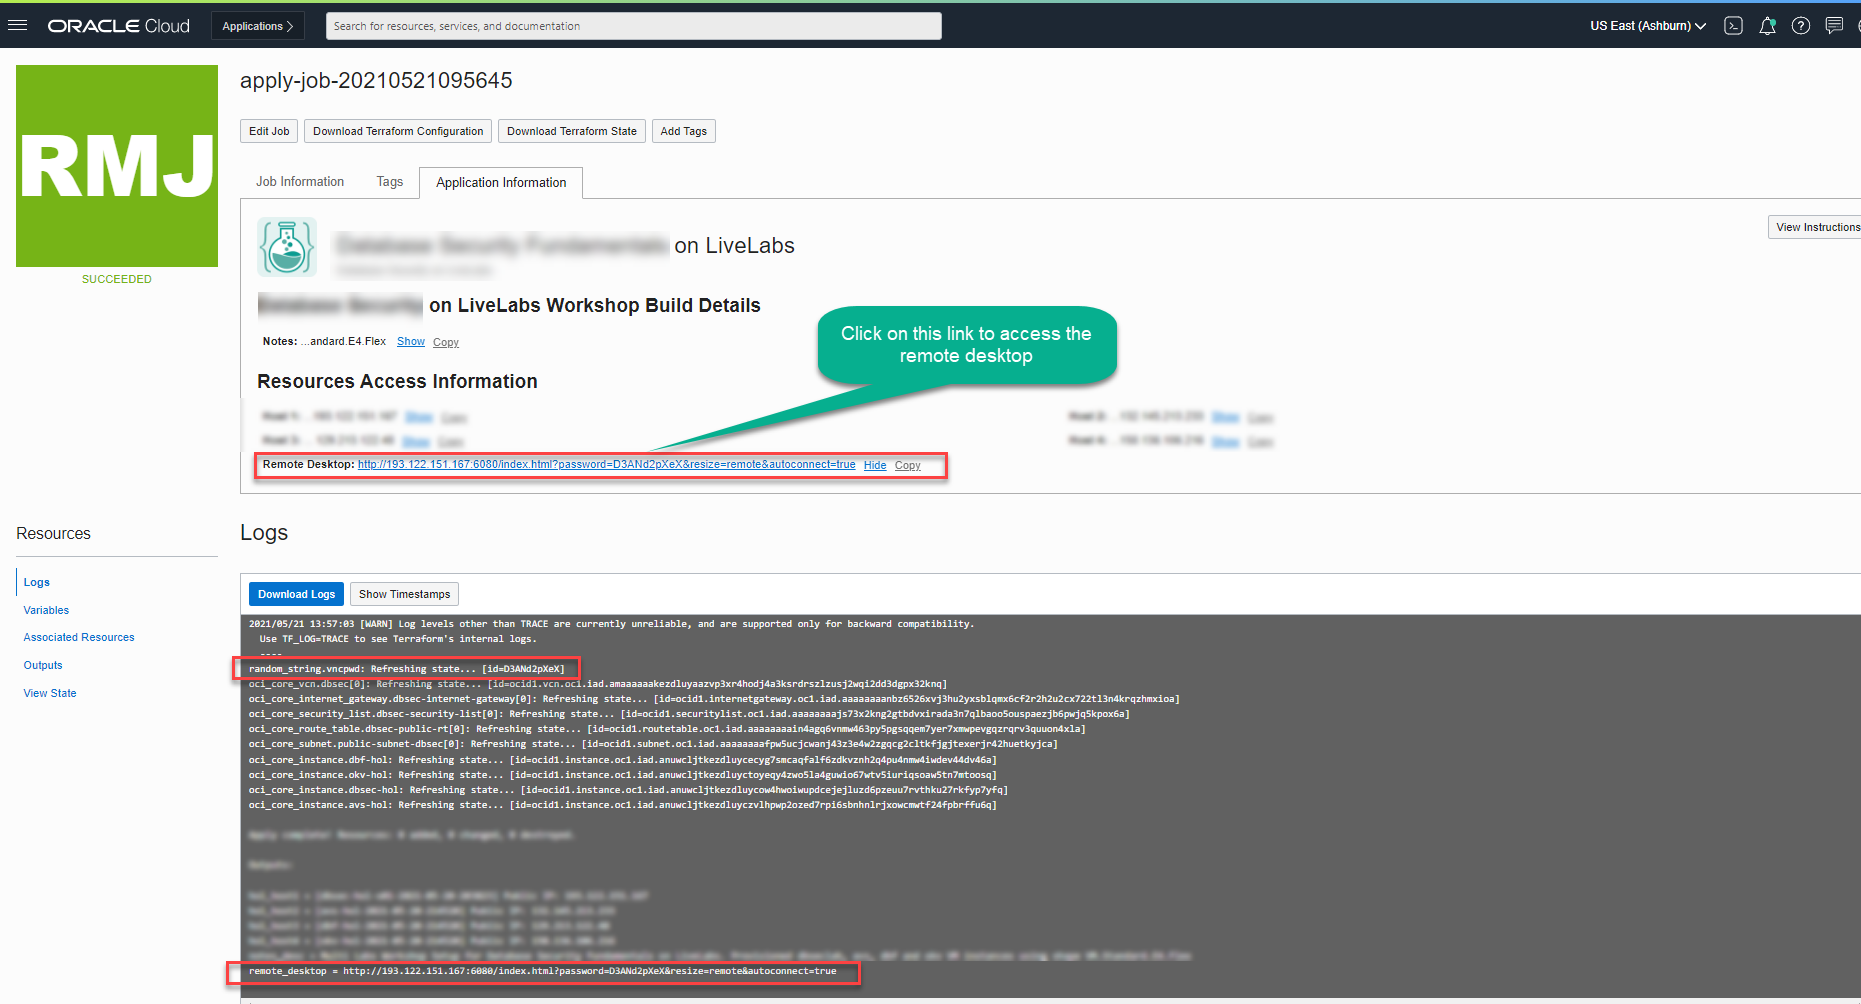 ORACLE Cloud
Applications
Search for resources, services, and documentation
US East (Ashburn)
RMJ
SUCCEEDED
apply-job-20210521095645
Edit Job
Download Terraform Configuration
Download Terraform State
Add Tags
Job Information
Tags
Application Information
on LiveLabs
View Instructions
on LiveLabs Workshop Build Details
Notes: ...andard.E4.Flex Show Copy
Click on this link to access the
remote desktop
Resources Access Information
Remote Desktop: http://193.122.151.167:6080/index.html?password=D3ANd2pXeX&resize=remote&autoconnect=true Hide Copy
Resources
Logs
Variables
Associated Resources
Outputs
View State
Logs
Download Logs
Show Timestamps
2021/05/21 13:57:03 [WARN] Log levels other than TRACE are currently unreliable, and are supported only for backward compatibility.
Use TF_LOG=TRACE to see Terraform's internal logs.
----
random_string.vncpwd: Refreshing state... [id=D3ANd2pXeX]
oci_core_vcn.dbsec[0]: Refreshing state... [id=ocid1.vcn.oc1.iad.amaaaaaakezdluyaazvp3xr4hodj4a3ksrdrszlzusj2wqi2dd3dgpx32knq]
oci_core_internet_gateway.dbsec-internet-gateway[0]: Refreshing state... [id=ocid1.internetgateway.oc1.iad.aaaaaaaanbz6526xvj3hu2yxsblqmx6cf2r2h2u2cx722tl3n4krqzhmxioa]
oci_core_security_list.dbsec-security-list[0]: Refreshing state... [id=ocid1.securitylist.oc1.iad.aaaaaaaajs73x2kng2gtbdvxirada3n7qlbaoo5ouspaezjb6pwjq5kpox6a]
oci_core_route_table.dbsec-public-rt[0]: Refreshing state... [id=ocid1.routetable.oc1.iad.aaaaaaaain4agq6vnmw463py5pgsqqem7yer7xmwpevgqzrqrv3quuon4xla]
oci_core_subnet.public-subnet-dbsec[0]: Refreshing state... [id=ocid1.subnet.oc1.iad.aaaaaaaafpw5ucjcwanj43z3e4w2zgqcg2cltkfjgjtexerjr42huetkyjca]
oci_core_instance.dbf-hol: Refreshing state... [id=ocid1.instance.oc1.iad.anuwcljtkezdluycecyg7smcaqfalf6zdkvznh2q4pu4nmw4iwdev44dv46a]
oci_core_instance.okv-hol: Refreshing state... [id=ocid1.instance.oc1.iad.anuwcljtkezdluyctoyeqy4zwo5la4guwio67wtv5iuriqsoaw5tn7mtoosq]
oci_core_instance.dbsec-hol: Refreshing state... [id=ocid1.instance.oc1.iad.anuwcljtkezdluycow4hwoiwupdcejejluzd6pzeuu7rvthku27rkfyp7yfq]
oci_core_instance.avs-hol: Refreshing state... [id=ocid1.instance.oc1.iad.anuwcljtkezdluyczvlhpwp2ozed7rpi6sbnhnlrjxowcmwtf24fpbrffu6q]
remote_desktop = http://193.122.151.167:6080/index.html?password=D3ANd2pXeX&resize=remote&autoconnect=true